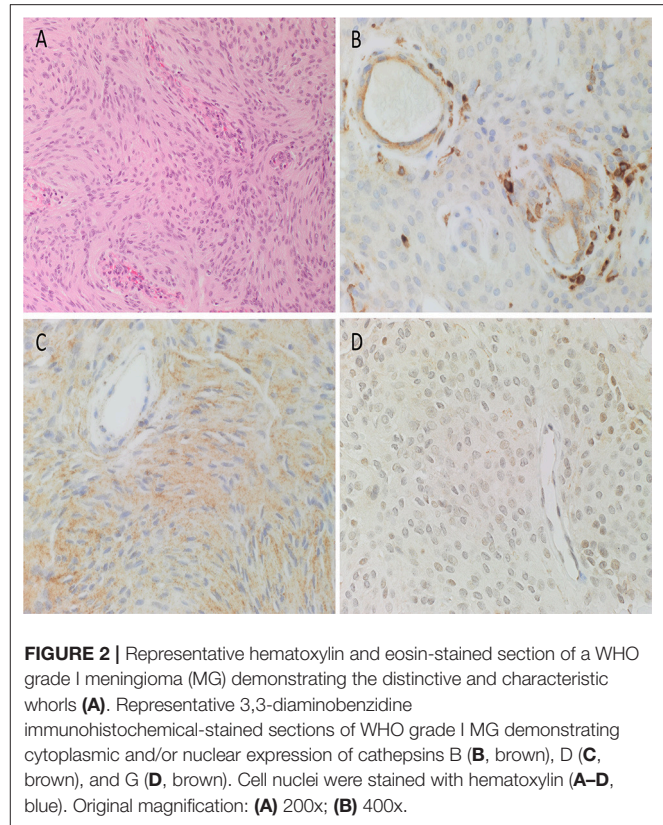 A
B
C
D
FIGURE 2 | Representative hematoxylin and eosin-stained section of a WHO
grade I meningioma (MG) demonstrating the distinctive and characteristic
whorls (A). Representative 3,3-diaminobenzidine
immunohistochemical-stained sections of WHO grade I MG demonstrating
cytoplasmic and/or nuclear expression of cathepsins B (B, brown), D (C,
brown), and G (D, brown). Cell nuclei were stained with hematoxylin (A–D,
blue). Original magnification: (A) 200x; (B) 400x.